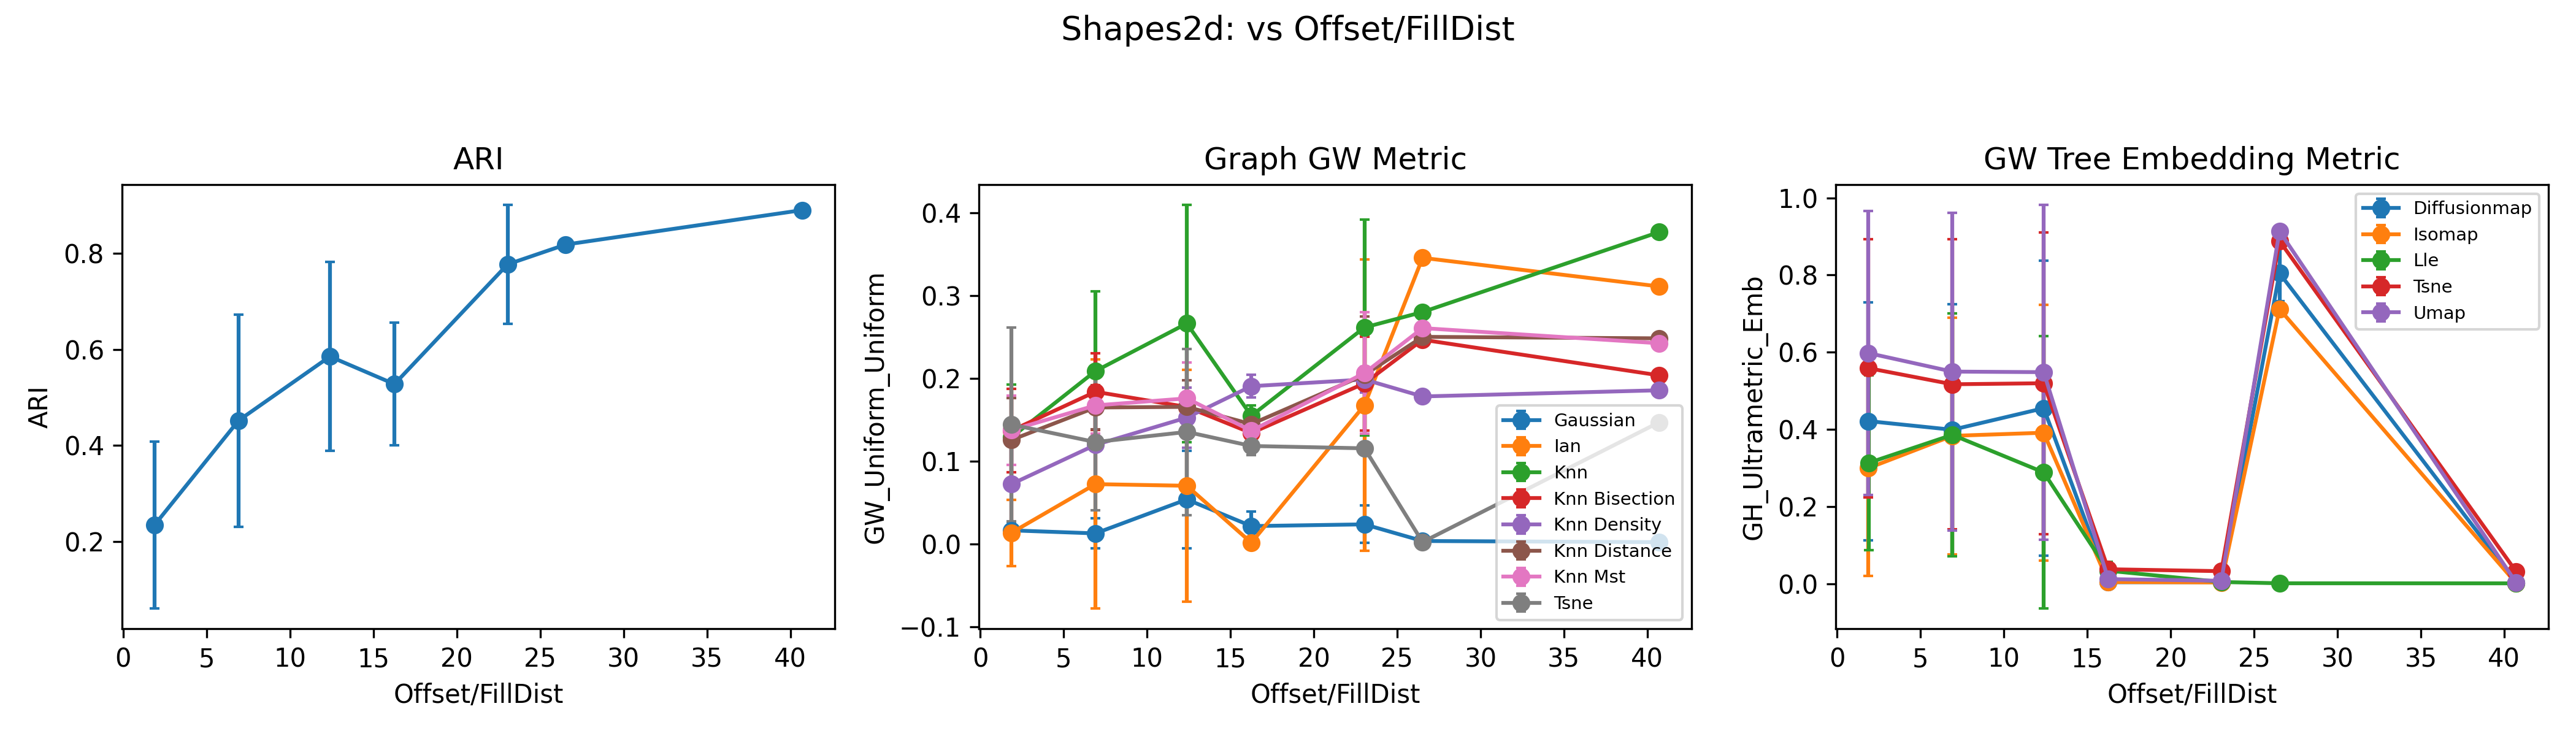 Shapes2d: vs Offset/FillDist
ARI
ARI
0.8
0.6
0.4
0.2
0 5 10 15 20 25 30 35 40
Offset/FillDist
Graph GW Metric
GW_Uniform_Uniform
0.4
0.3
0.2
0.1
0.0
−0.1
0 5 10 15 20 25 30 35 40
Offset/FillDist
Gaussian
Ian
Knn
Knn Bisection
Knn Density
Knn Distance
Knn Mst
Tsne
GW Tree Embedding Metric
GH_Ultrametric_Emb
1.0
0.8
0.6
0.4
0.2
0.0
0 5 10 15 20 25 30 35 40
Offset/FillDist
Diffusionmap
Isomap
Lle
Tsne
Umap